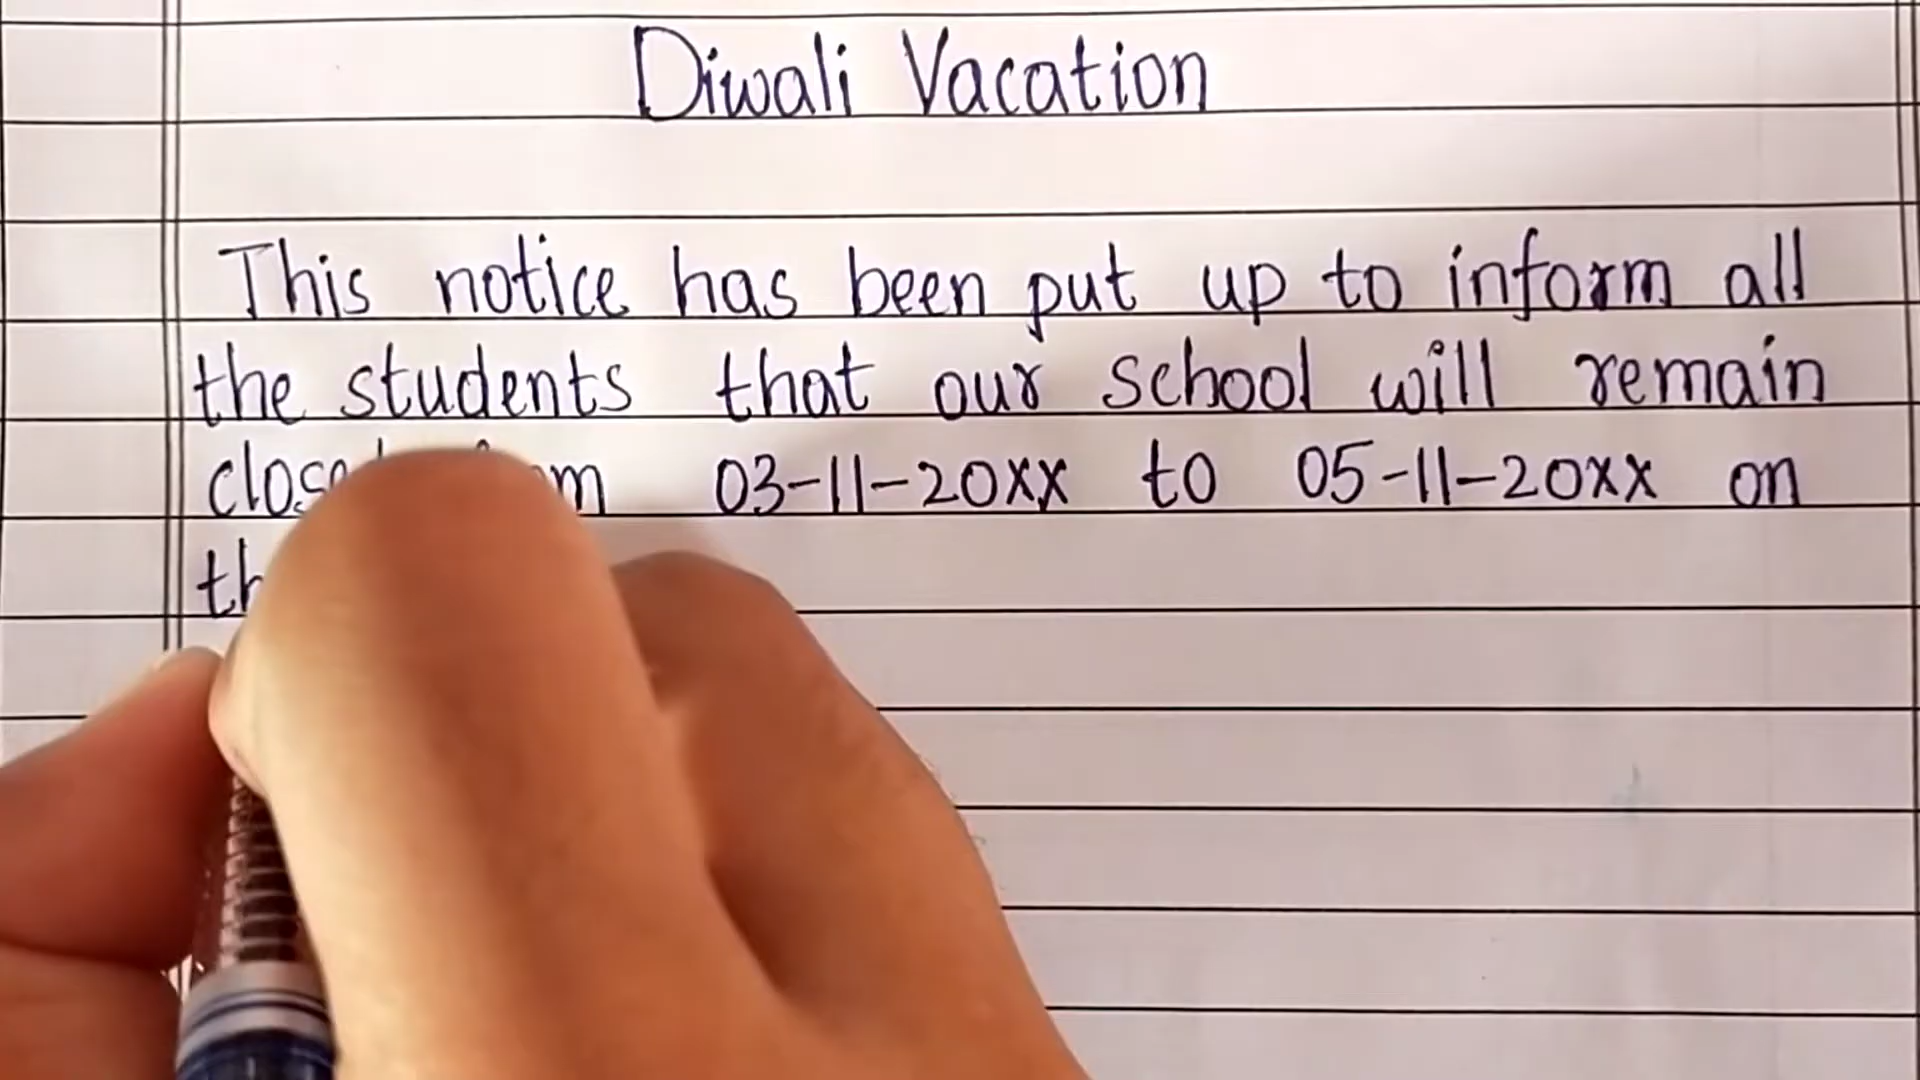 Diwali Vacation
This notice has been put up to inform all
the students that our school will remain
03-11-20xx to 05-11-20xx on